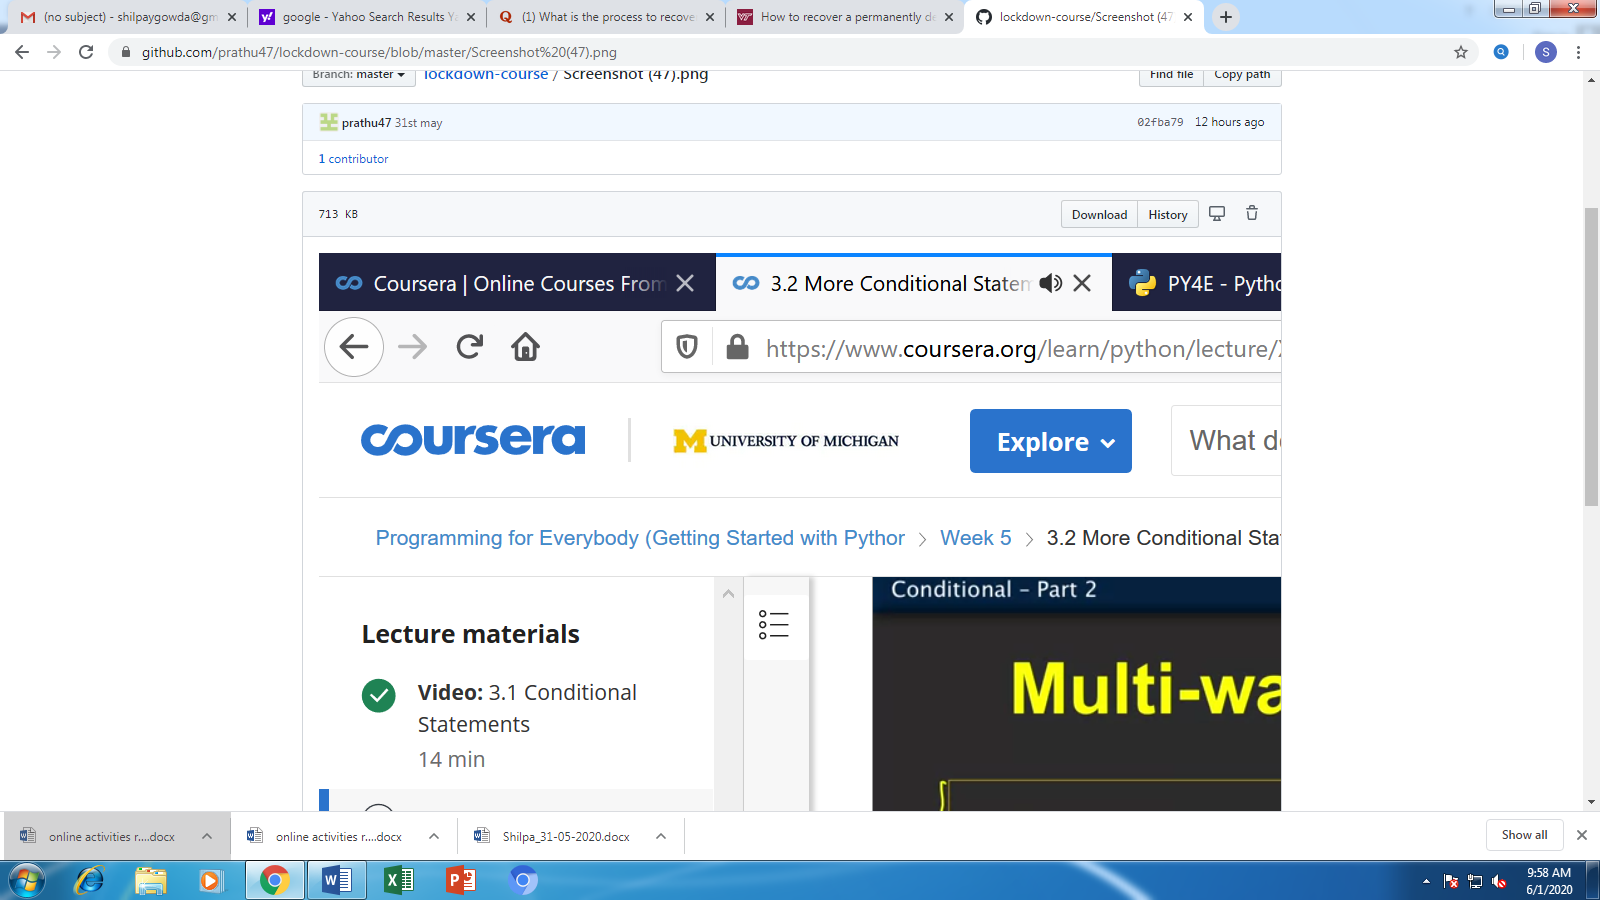 (no subject) - shilpaygowda@gm
google - Yahoo Search Results Ya
(1) What is the process to recove
How to recover a permanently de
lockdown-course/Screenshot (47
github.com/prathu47/lockdown-course/blob/master/Screenshot%20(47).png
S
Branch: master
lockdown-course / Screenshot (47).png
Find file
Copy path
prathu47 31st may
02fba79
12 hours ago
1 contributor
713 KB
Download
History
Coursera | Online Courses From
3.2 More Conditional Statem
PY4E - Pytho
https://www.coursera.org/learn/python/lecture/X
coursera
M UNIVERSITY OF MICHIGAN
Explore
What do
Programming for Everybody (Getting Started with Python
Week 5
3.2 More Conditional Sta
Conditional - Part 2
Lecture materials
Multi-wa
Video: 3.1 Conditional
Statements
14 min
online activities r....docx
online activities r....docx
Shilpa_31-05-2020.docx
Show all
9:58 AM
6/1/2020